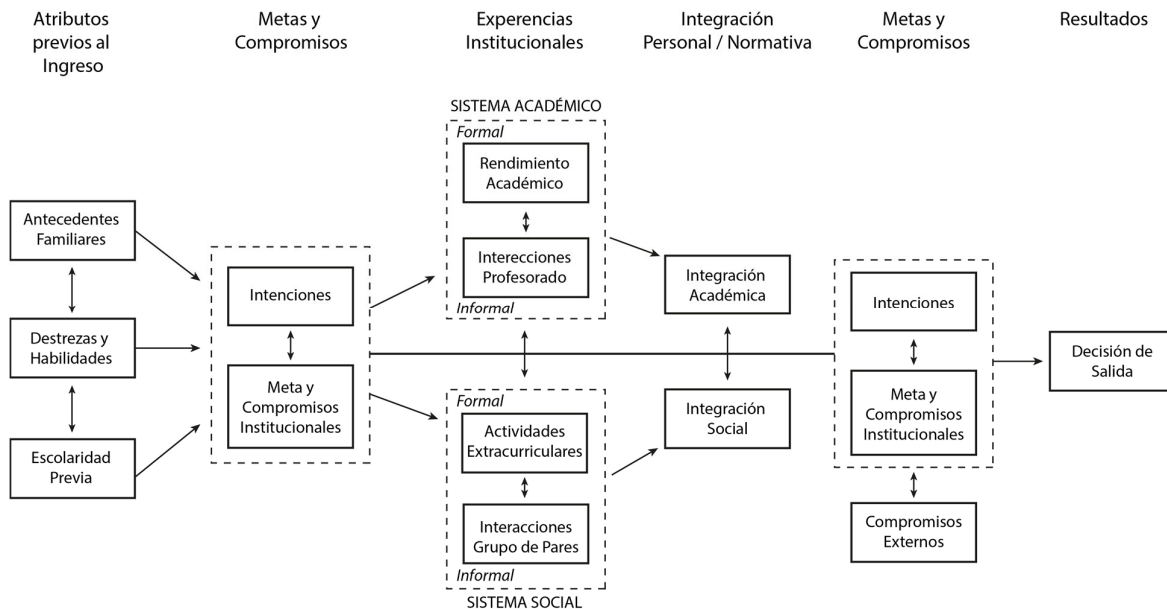 Atributos
previos al
Ingreso
Metas y
Compromisos
Experencias
Institucionales
Integración
Personal / Normativa
Metas y
Compromisos
Resultados
Antecedentes
Familiares
Destrezas y
Habilidades
Escolaridad
Previa
Intenciones
Meta y
Compromisos
Institucionales
SISTEMA ACADÉMICO
Formal
Rendimiento
Académico
Interecciones
Profesorado
Informal
Formal
Actividades
Extracurriculares
Interacciones
Grupo de Pares
Informal
SISTEMA SOCIAL
Integración
Académica
Integración
Social
Intenciones
Meta y
Compromisos
Institucionales
Compromisos
Externos
Decisión de
Salida